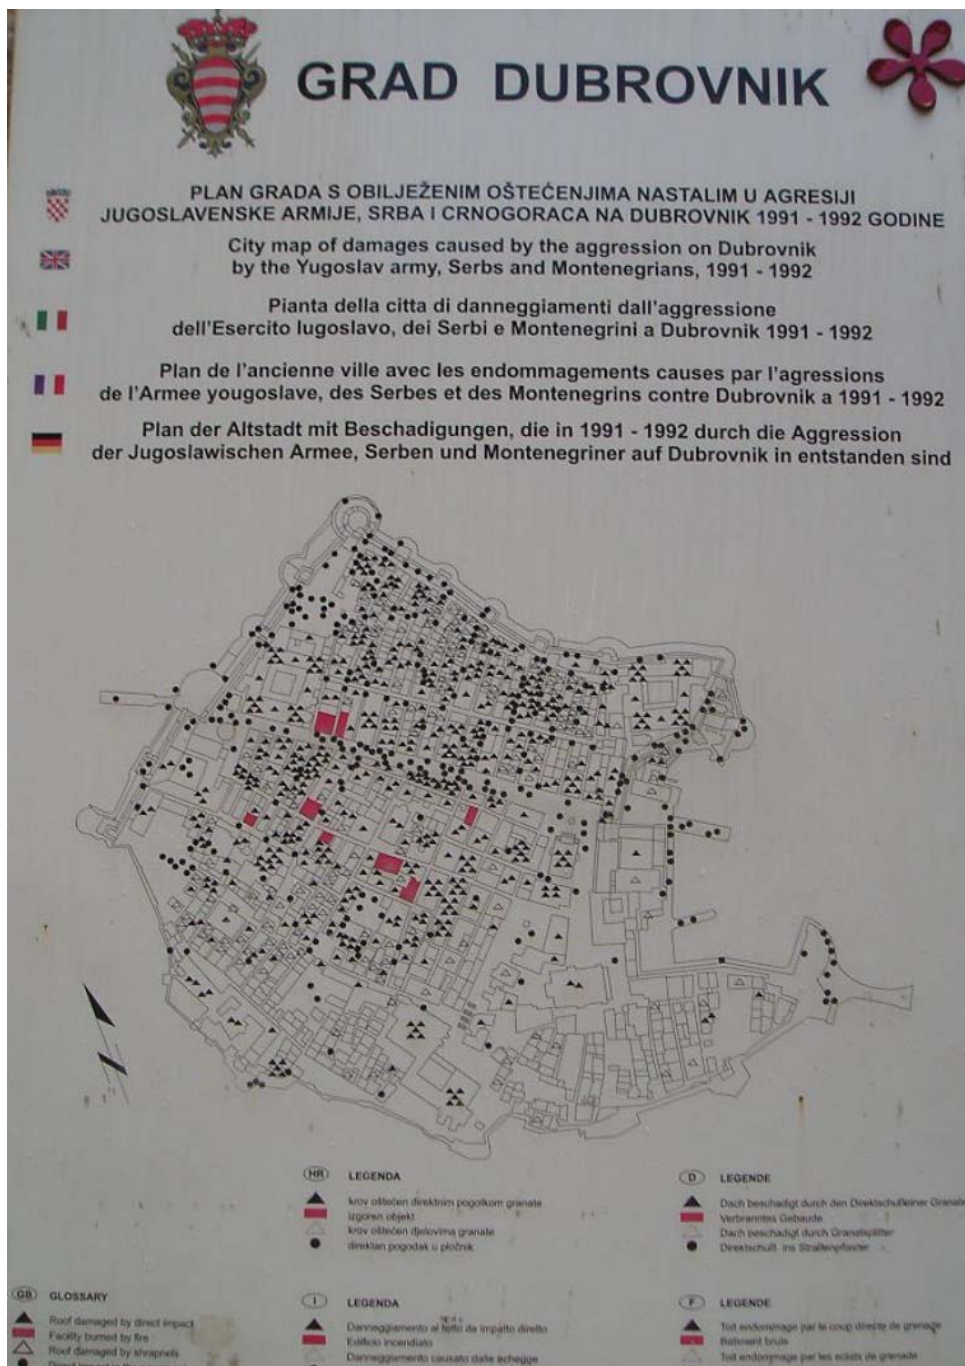 GRAD DUBROVNIK
PLAN GRADA S OBILJEŽENIM OŠTEĆENJIMA NASTALIM U AGRESIJI
JUGOSLAVENSKE ARMIJE, SRBA I CRNOGORACA NA DUBROVNIK 1991 - 1992 GODINE
City map of damages caused by the aggression on Dubrovnik
by the Yugoslav army, Serbs and Montenegrians, 1991 - 1992
Pianta della citta di danneggiamenti dall'aggressione
dell'Esercito Iugoslavo, dei Serbi e Montenegrini a Dubrovnik 1991 - 1992
Plan de l'ancienne ville avec les endommagements causes par l'agressions
de l'Armee yougoslave, des Serbes et des Montenegrins contre Dubrovnik a 1991 - 1992
Plan der Altstadt mit Beschadigungen, die in 1991 - 1992 durch die Aggression
der Jugoslawischen Armee, Serben und Montenegriner auf Dubrovnik in entstanden sind
HR LEGENDA
krov oštećen direktnim pogotkom granate
izgoren objekt
krov oštećen djelovima granate
direktan pogodak u pločnik
D LEGENDE
Dach beschadigt durch den Direktschußeiner Granate
Verbranntes Gebaude
Dach beschadigt durch Granatsplitter
Direktschuß ins Straßenpflaster
GB GLOSSARY
Roof damaged by direct impact
Facility burned by fire
Roof damaged by shrapnels
Direct impact
I LEGENDA
Danneggiamento al tetto da impatto diretto
Edificio incendiato
Danneggiamento causato dalle schegge
F LEGENDE
Toit endommage par le coup directe de grenade
Batiment brule
Toit endommage par les eclats de grenade